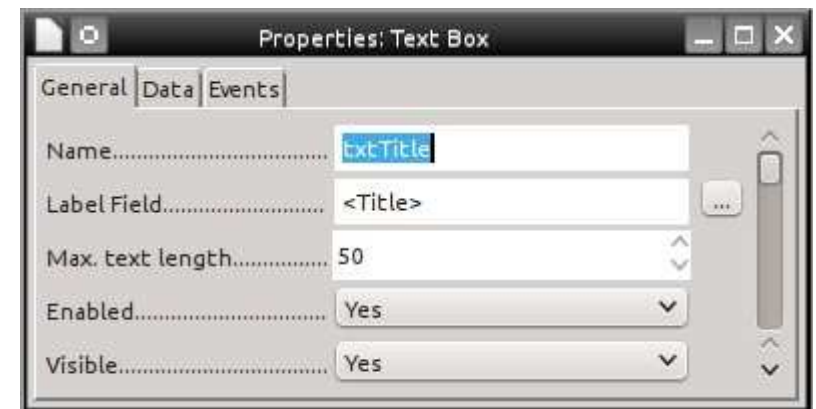 Properties: Text Box
General Data Events
Name.................................... txtTitle
Label Field........................... <Title> ...
Max. text length................ 50
Enabled................................ Yes
Visible................................... Yes